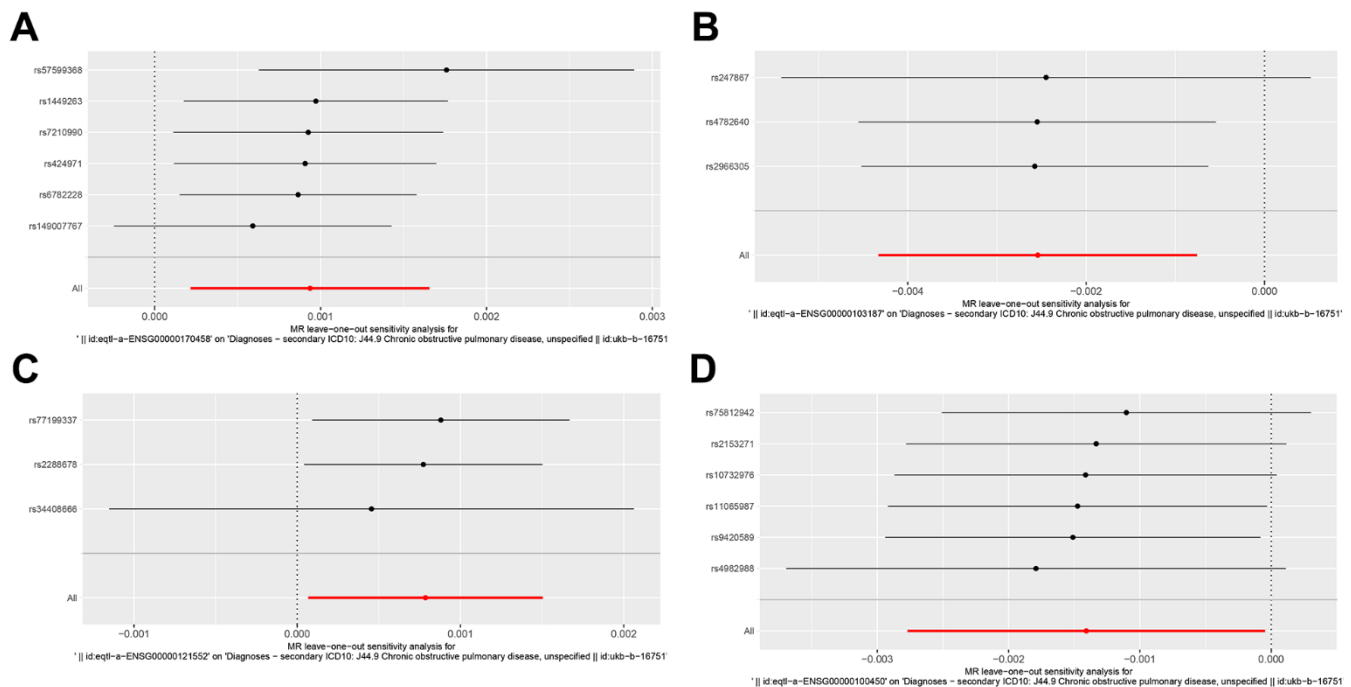 A
rs57599368
rs1449263
rs7210990
rs424971
rs6782228
rs149007767
All
0.000 0.001 0.002 0.003
MR leave-one-out sensitivity analysis for
' || id:eqtl-a-ENSG00000170458' on 'Diagnoses - secondary ICD10: J44.9 Chronic obstructive pulmonary disease, unspecified || id:ukb-b-16751
B
rs247867
rs4782640
rs2966305
All
-0.004 -0.002 0.000
MR leave-one-out sensitivity analysis for
' || id:eqtl-a-ENSG00000103187' on 'Diagnoses - secondary ICD10: J44.9 Chronic obstructive pulmonary disease, unspecified || id:ukb-b-16751'
C
rs77199337
rs2288678
rs34408666
All
-0.001 0.000 0.001 0.002
MR leave-one-out sensitivity analysis for
' || id:eqtl-a-ENSG00000121552' on 'Diagnoses - secondary ICD10: J44.9 Chronic obstructive pulmonary disease, unspecified || id:ukb-b-16751'
D
rs75812942
rs2153271
rs10732976
rs11065987
rs9420589
rs4982988
All
-0.003 -0.002 -0.001 0.000
MR leave-one-out sensitivity analysis for
' || id:eqtl-a-ENSG00000100450' on 'Diagnoses - secondary ICD10: J44.9 Chronic obstructive pulmonary disease, unspecified || id:ukb-b-16751